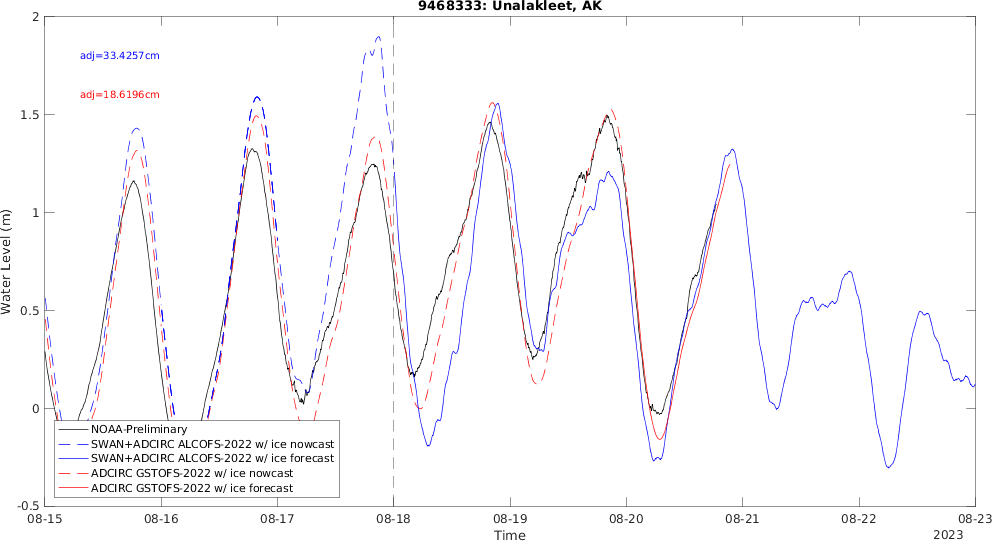 9468333: Unalakleet, AK
2
1.5
1
0.5
0
-0.5
Water Level (m)
adj=33.4257cm
adj=18.6196cm
NOAA-Preliminary
SWAN+ADCIRC ALCOFS-2022 w/ ice nowcast
SWAN+ADCIRC ALCOFS-2022 w/ ice forecast
ADCIRC GSTOFS-2022 w/ ice nowcast
ADCIRC GSTOFS-2022 w/ ice forecast
08-15 08-16 08-17 08-18 08-19 08-20 08-21 08-22 08-23
Time
2023